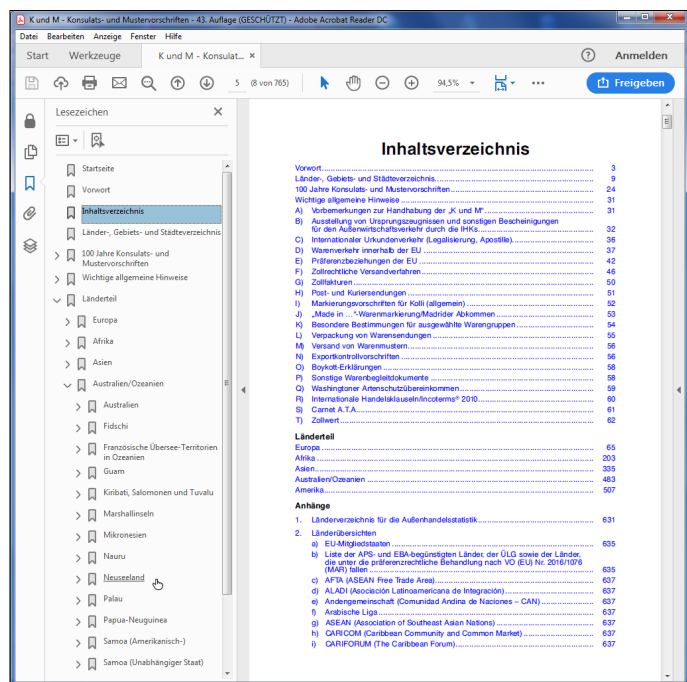 K und M - Konsulats- und Mustervorschriften - 43. Auflage (GESCHÜTZT) - Adobe Acrobat Reader DC
Datei Bearbeiten Anzeige Fenster Hilfe
Start Werkzeuge K und M - Konsulat... × Anmelden
5 (8 von 765) 94,5% Freigeben
Lesezeichen
Startseite
Vorwort
Inhaltsverzeichnis
Länder-, Gebiets- und Städteverzeichnis
100 Jahre Konsulats- und
Mustervorschriften
Wichtige allgemeine Hinweise
Länderteil
Europa
Afrika
Asien
Australien/Ozeanien
Australien
Fidschi
Französische Übersee-Territorien
in Ozeanien
Guam
Kiribati, Salomonen und Tuvalu
Marshallinseln
Mikronesien
Nauru
Neuseeland
Palau
Papua-Neuguinea
Samoa (Amerikanisch-)
Samoa (Unabhängiger Staat)
Inhaltsverzeichnis
Vorwort 3
Länder-, Gebiets- und Städteverzeichnis 9
100 Jahre Konsulats- und Mustervorschriften 24
Wichtige allgemeine Hinweise 31
A) Vorbemerkungen zur Handhabung der „K und M“ 31
B) Ausstellung von Ursprungszeugnissen und sonstigen Bescheinigungen
für den Außenwirtschaftsverkehr durch die IHKs 32
C) Internationaler Urkundenverkehr (Legalisierung, Apostille) 36
D) Warenverkehr innerhalb der EU 37
E) Präferenzbeziehungen der EU 42
F) Zollrechtliche Versandverfahren 46
G) Zollfakturen 50
H) Post- und Kuriersendungen 51
I) Markierungsvorschriften für Kolli (allgemein) 52
J) „Made in …“-Warenmarkierung/Madrider Abkommen 53
K) Besondere Bestimmungen für ausgewählte Warengruppen 54
L) Verpackung von Warensendungen 55
M) Versand von Warenmustern 56
N) Exportkontrollvorschriften 56
O) Boykott-Erklärungen 58
P) Sonstige Warenbegleitdokumente 58
Q) Washingtoner Artenschutzübereinkommen 59
R) Internationale Handelsklauseln/Incoterms® 2010 60
S) Carnet A.T.A. 61
T) Zollwert 62
Länderteil
Europa 65
Afrika 203
Asien 335
Australien/Ozeanien 483
Amerika 507
Anhänge
1. Länderverzeichnis für die Außenhandelsstatistik 631
2. Länderübersichten
a) EU-Mitgliedstaaten 635
b) Liste der APS- und EBA-begünstigten Länder, der ÜLG sowie der Länder,
die unter die präferenzrechtliche Behandlung nach VO (EU) Nr. 2016/1076
(MAR) fallen 635
c) AFTA (ASEAN Free Trade Area) 637
d) ALADI (Asociación Latinoamericana de Integración) 637
e) Andengemeinschaft (Comunidad Andina de Naciones – CAN) 637
f) Arabische Liga 637
g) ASEAN (Association of Southeast Asian Nations) 637
h) CARICOM (Caribbean Community and Common Market) 637
i) CARIFORUM (The Caribbean Forum) 637